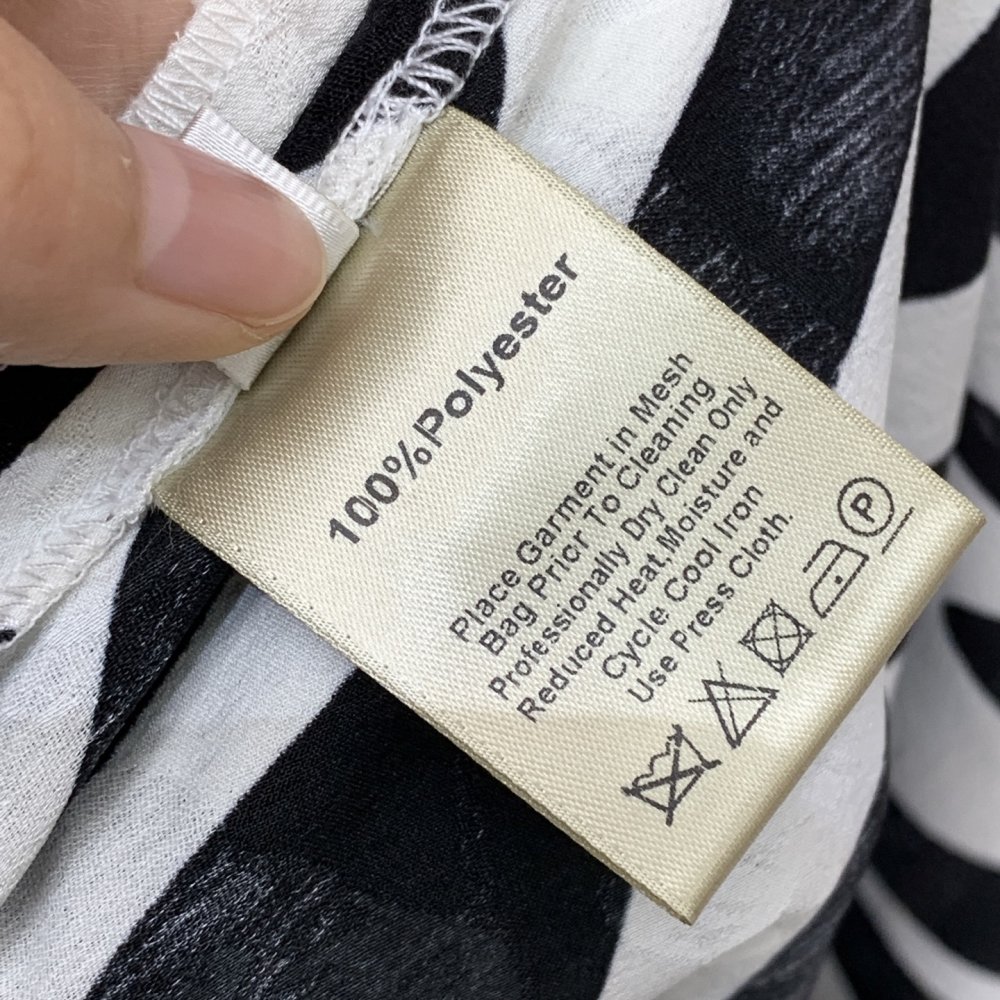 100%Polyester
Place Garment in Mesh
Bag Prior To Cleaning
Professionally Dry Clean Only
Reduced Heat,Moisture and
Cycle Cool Iron
Use Press Cloth.
P